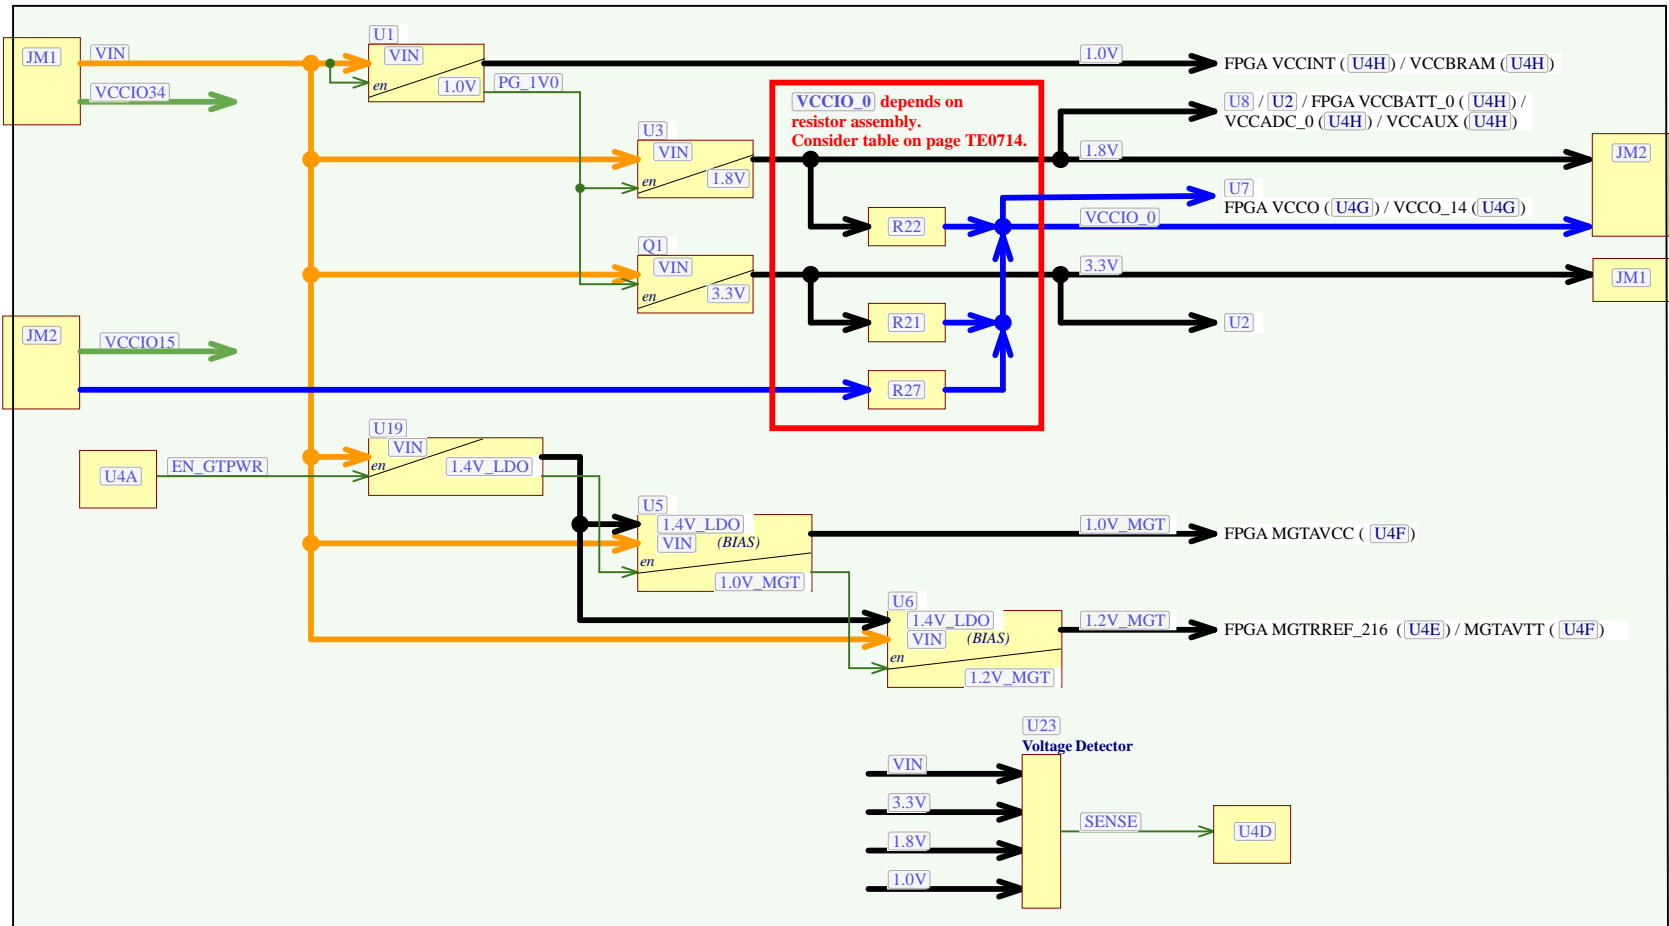 JM1
VIN
VCCIO34
U1
VIN
en
1.0V
PG_1V0
1.0V
FPGA VCCINT ( U4H ) / VCCBRAM ( U4H )
VCCIO_0 depends on
resistor assembly.
Consider table on page TE0714.
U8 / U2 / FPGA VCCBATT_0 ( U4H ) /
VCCADC_0 ( U4H ) / VCCAUX ( U4H )
U3
VIN
en
1.8V
1.8V
JM2
U7
FPGA VCCO ( U4G ) / VCCO_14 ( U4G )
R22
VCCIO_0
Q1
VIN
en
3.3V
3.3V
JM1
R21
U2
JM2
VCCIO15
R27
U19
VIN
en
1.4V_LDO
U4A
EN_GTPWR
U5
1.4V_LDO
VIN (BIAS)
en
1.0V_MGT
1.0V_MGT
FPGA MGTAVCC ( U4F )
U6
1.4V_LDO
VIN (BIAS)
en
1.2V_MGT
1.2V_MGT
FPGA MGTRREF_216 ( U4E ) / MGTAVTT ( U4F )
U23
Voltage Detector
VIN
3.3V
1.8V
1.0V
SENSE
U4D